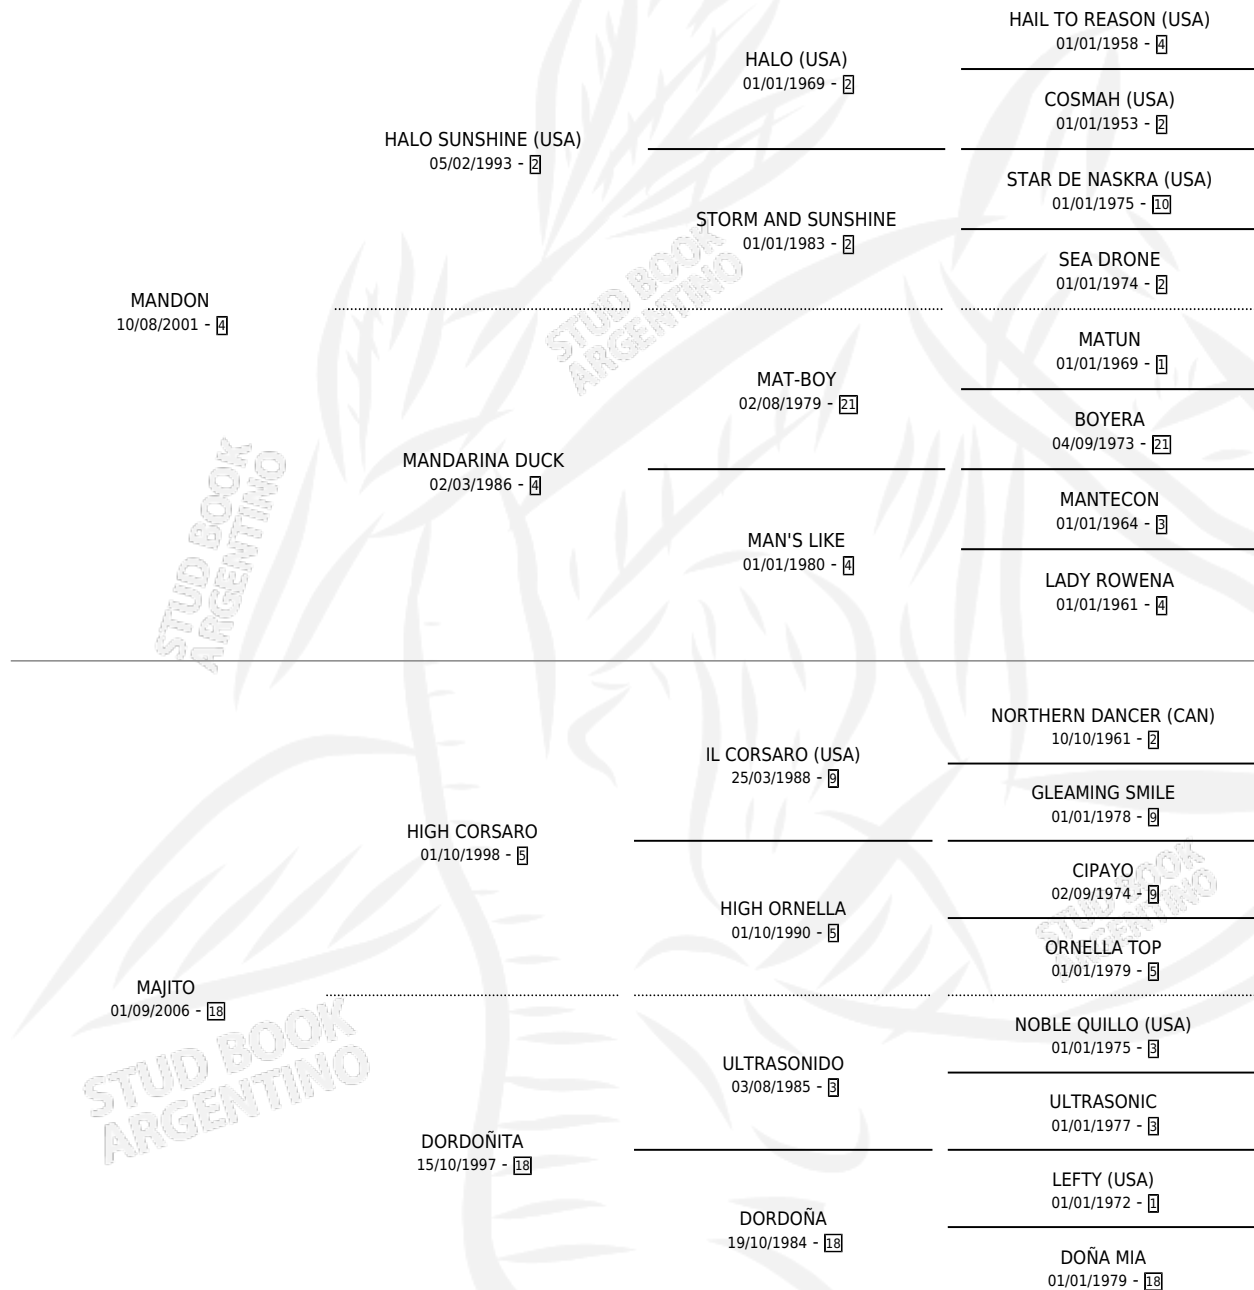 HAIL TO REASON (USA)
01/01/1958 - 4
HALO (USA)
01/01/1969 - 2
COSMAH (USA)
01/01/1953 - 2
HALO SUNSHINE (USA)
05/02/1993 - 2
STAR DE NASKRA (USA)
01/01/1975 - 10
STORM AND SUNSHINE
01/01/1983 - 2
SEA DRONE
01/01/1974 - 2
MANDON
10/08/2001 - 4
MATUN
01/01/1969 - 1
MAT-BOY
02/08/1979 - 21
BOYERA
04/09/1973 - 21
MANDARINA DUCK
02/03/1986 - 4
MANTECON
01/01/1964 - 3
MAN'S LIKE
01/01/1980 - 4
LADY ROWENA
01/01/1961 - 4
NORTHERN DANCER (CAN)
10/10/1961 - 2
IL CORSARO (USA)
25/03/1988 - 9
GLEAMING SMILE
01/01/1978 - 9
HIGH CORSARO
01/10/1998 - 5
CIPAYO
02/09/1974 - 9
HIGH ORNELLA
01/10/1990 - 5
ORNELLA TOP
01/01/1979 - 5
MAJITO
01/09/2006 - 18
NOBLE QUILLO (USA)
01/01/1975 - 3
ULTRASONIDO
03/08/1985 - 3
ULTRASONIC
01/01/1977 - 3
DORDOÑITA
15/10/1997 - 18
LEFTY (USA)
01/01/1972 - 1
DORDOÑA
19/10/1984 - 18
DOÑA MIA
01/01/1979 - 18
STUD BOOK
ARGENTINO
STUD BOOK
ARGENTINO
STUD BOOK
ARGENTINO
STUD BOOK
ARGENTINO